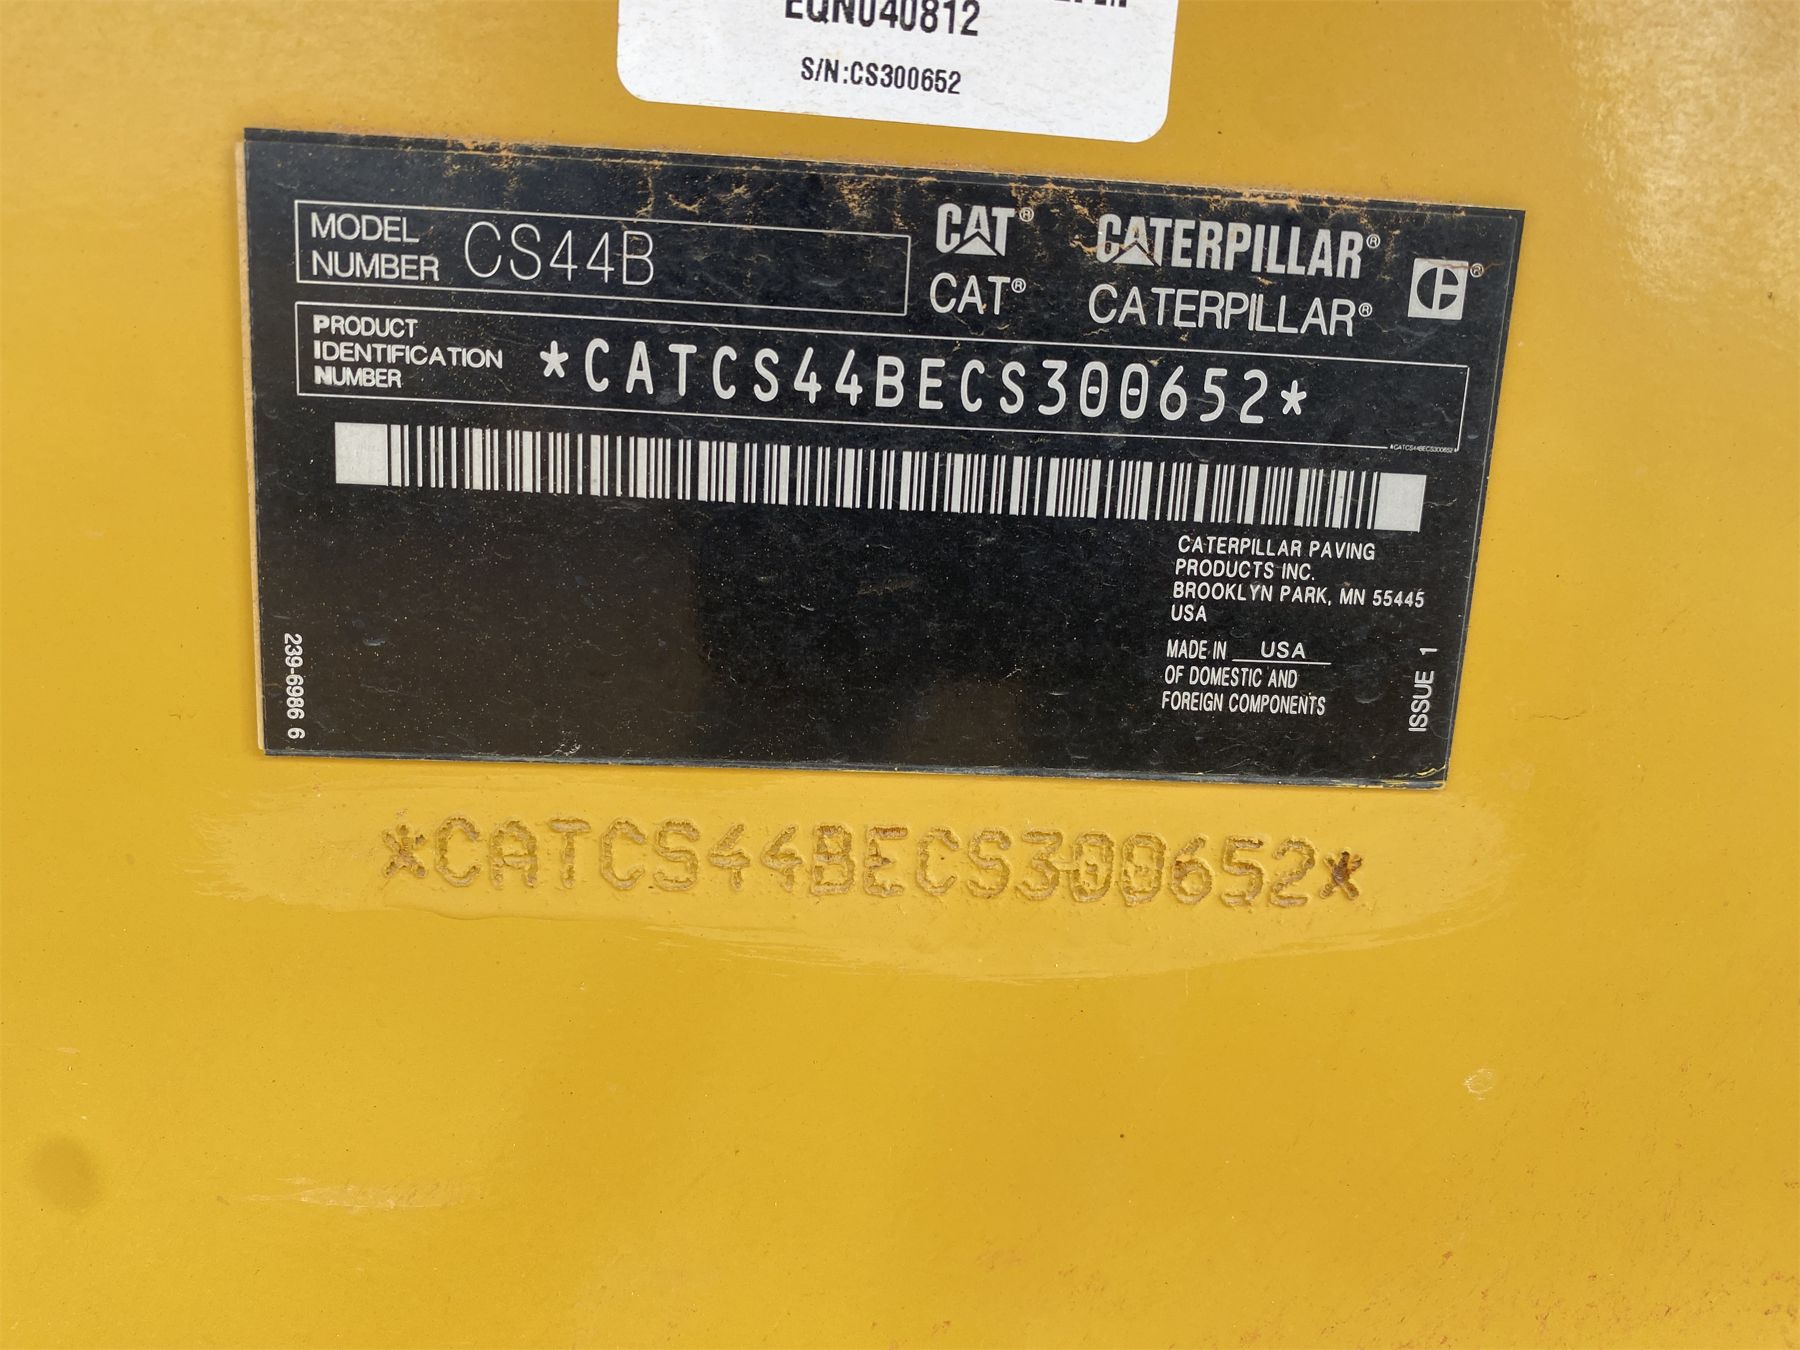 EQN040812
S/N:CS300652
MODEL NUMBER CS44B
CAT® CATERPILLAR® ®
CAT® CATERPILLAR®
PRODUCT
IDENTIFICATION
NUMBER
*CATCS44BECS300652*
*CATCS44BECS300652*
CATERPILLAR PAVING
PRODUCTS INC.
BROOKLYN PARK, MN 55445
USA
MADE IN USA
OF DOMESTIC AND
FOREIGN COMPONENTS
239-6986 6
ISSUE 1
*CATCS44BECS300652*